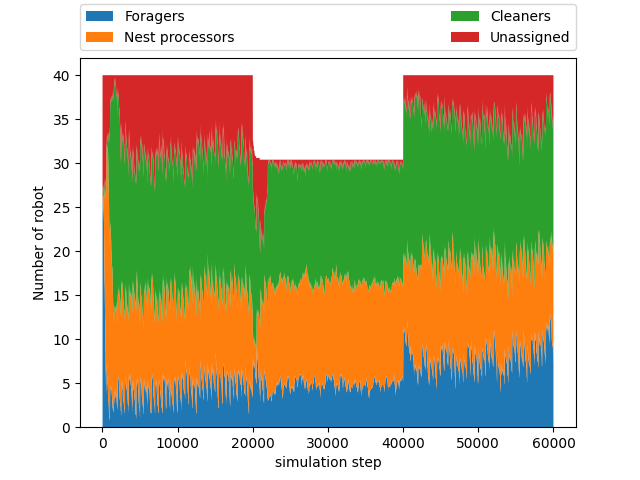 Foragers
Nest processors
Cleaners
Unassigned
40
35
30
25
20
15
10
5
0
Number of robot
0 10000 20000 30000 40000 50000 60000
simulation step